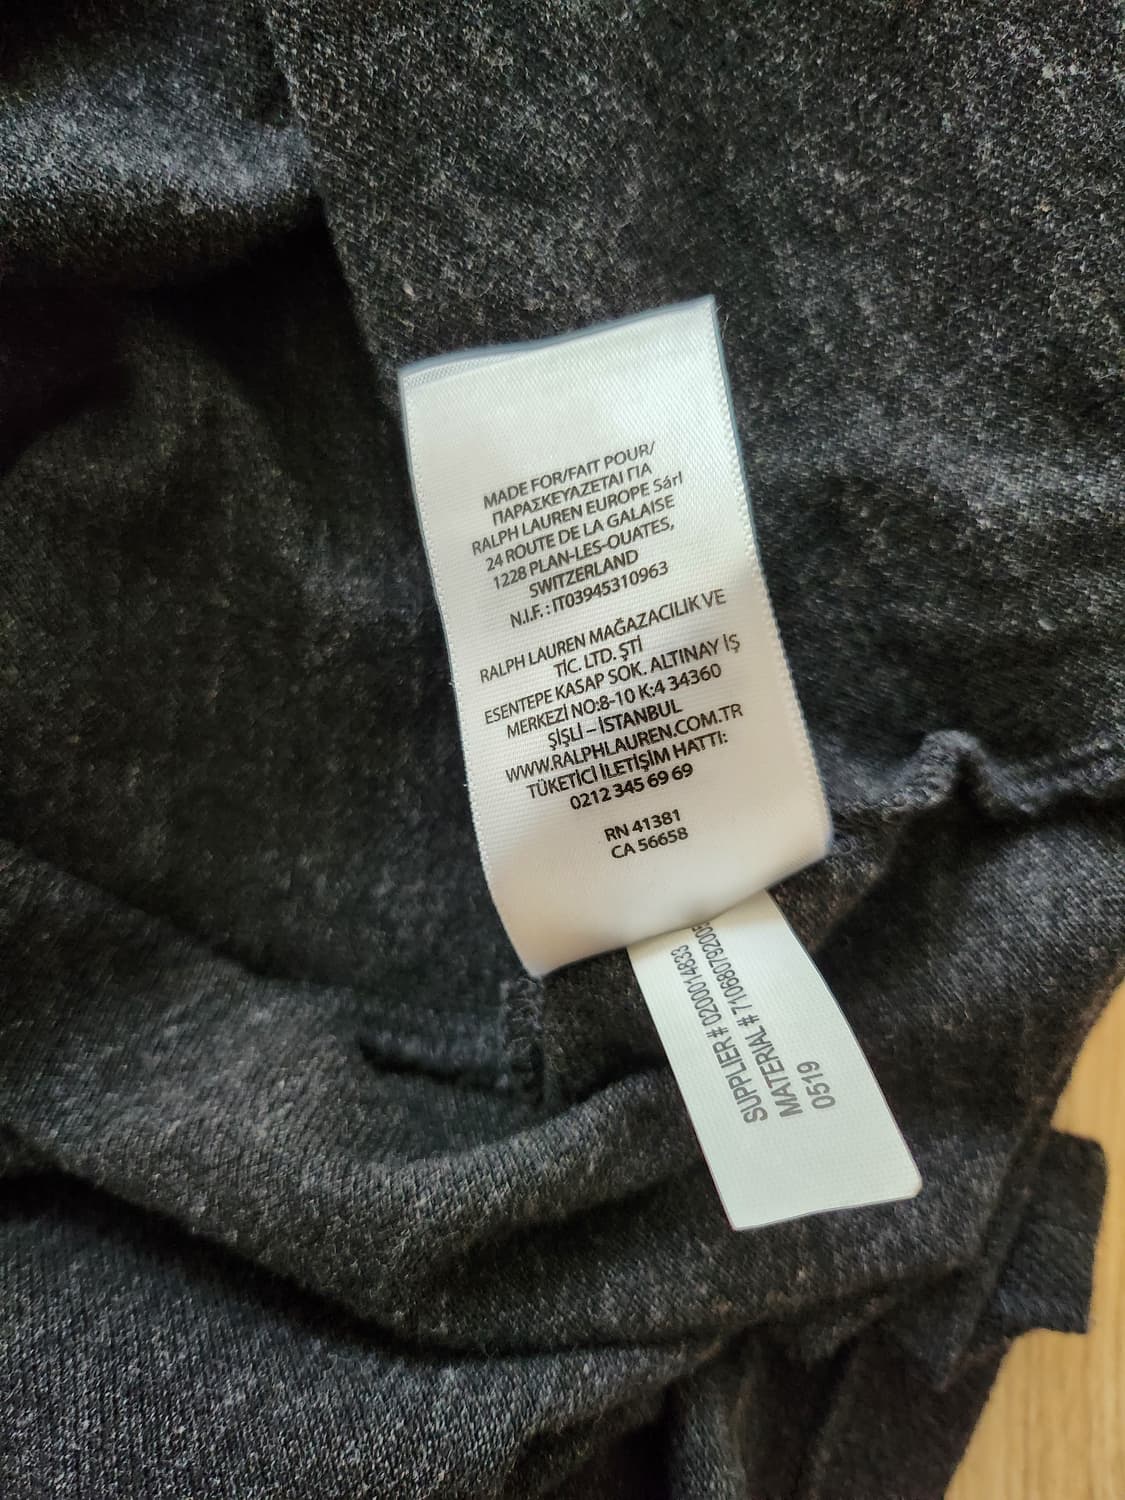 MADE FOR/FAIT POUR/
ΠΑΡΑΣΚΕΥΑΖΕΤΑΙ ΓΙΑ
RALPH LAUREN EUROPE Sárl
24 ROUTE DE LA GALAISE
1228 PLAN-LES-OUATES,
SWITZERLAND
N.I.F. : IT03945310963
RALPH LAUREN MAĞAZACILIK VE
TİC. LTD. ŞTİ
ESENTEPE KASAP SOK. ALTINAY İŞ
MERKEZİ NO:8-10 K:4 34360
ŞİŞLİ – İSTANBUL
WWW.RALPHLAUREN.COM.TR
TÜKETİCİ İLETİŞİM HATTI:
0212 345 69 69
RN 41381
CA 56658
SUPPLIER # 0200014833
MATERIAL #
0519